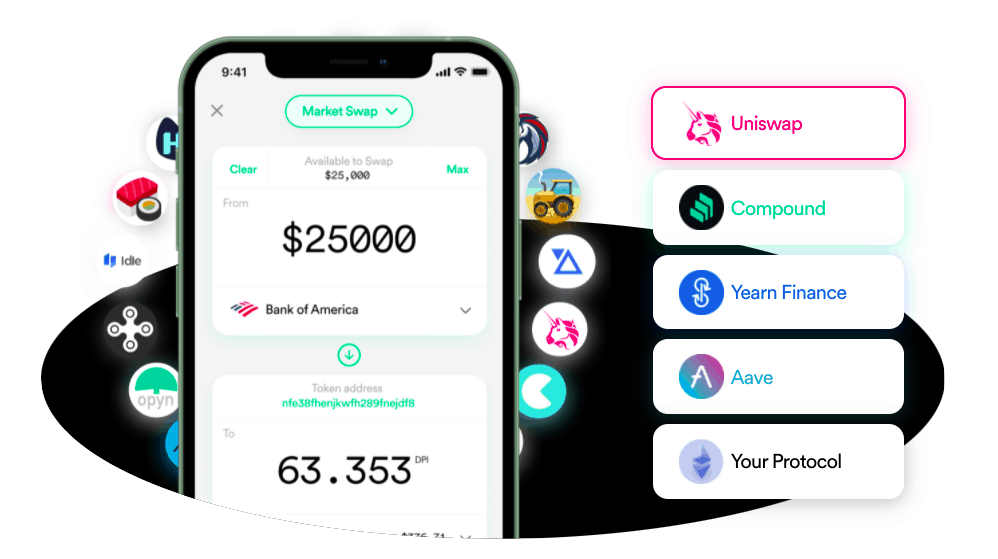 9:41
Market Swap
Clear
Available to Swap
$25,000
Max
From
$25000
Bank of America
Token address
nfe38fhenjkwfh289fnejdf8
To
63.353 DPI
Idle
opyn
Uniswap
Compound
Yearn Finance
Aave
Your Protocol